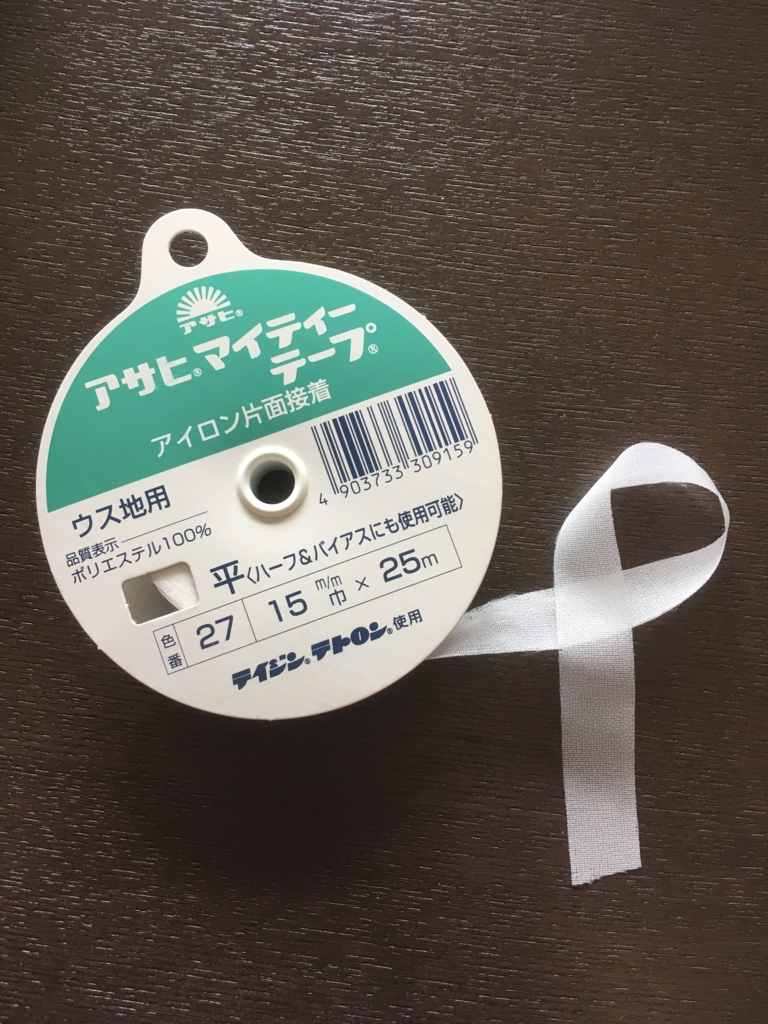 アサヒ®
アサヒ®マイティー
テープ®
アイロン片面接着
4 903733 309159
ウス地用
品質表示
ポリエステル100%
平〈ハーフ&バイアスにも使用可能〉
色番 27 15 m/m巾 × 25m
テイジン®テトロン®使用